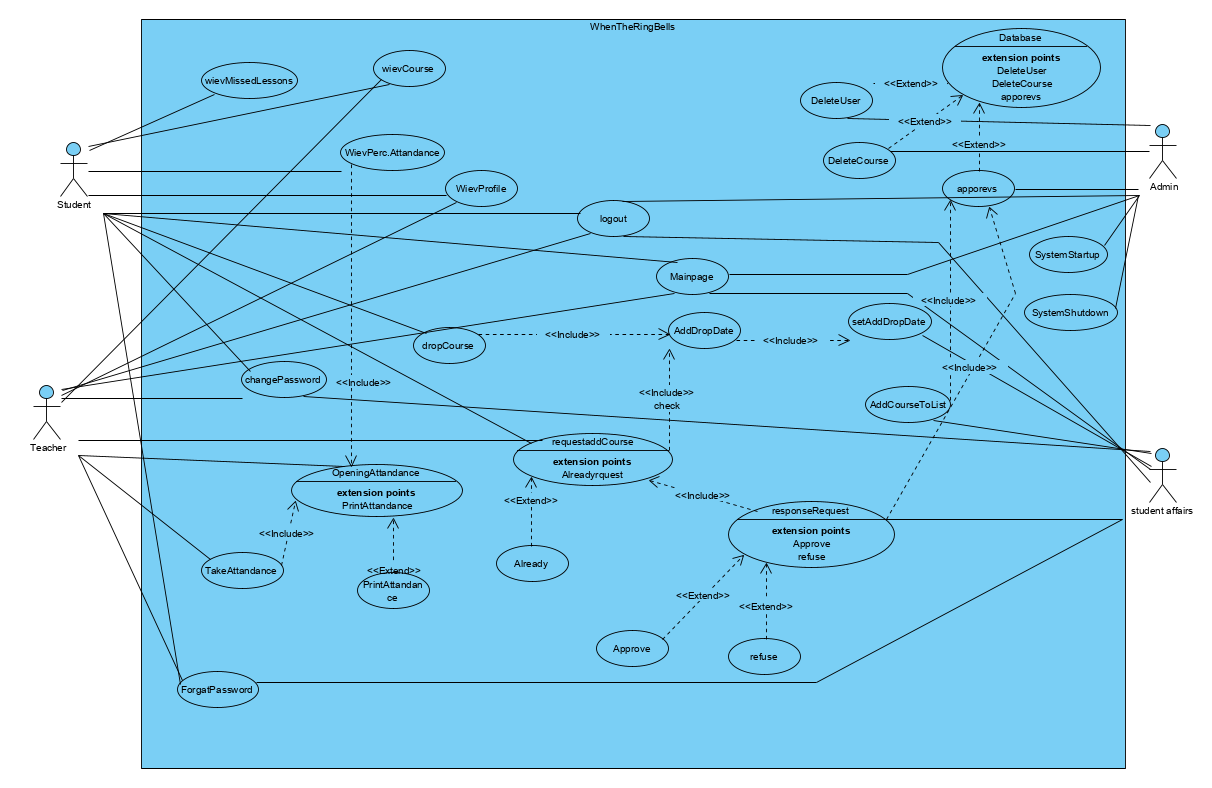 WhenTheRingBells
Database
extension points
DeleteUser
DeleteCourse
apporevs
wievCourse
wievMissedLessons
<<Extend>>
DeleteUser
<<Extend>>
<<Extend>>
WievPerc.Attandance
DeleteCourse
Student
WievProfile
apporevs
Admin
logout
SystemStartup
Mainpage
<<Include>>
SystemShutdown
setAddDropDate
AddDropDate
<<Include>>
<<Include>>
dropCourse
<<Include>>
changePassword
<<Include>>
<<Include>>
check
AddCourseToList
Teacher
requestaddCourse
extension points
Alreadyrquest
OpeningAttandance
extension points
PrintAttandance
<<Include>>
<<Extend>>
student affairs
responseRequest
extension points
Approve
refuse
<<Include>>
Already
TakeAttandance
<<Extend>>
PrintAttandan
ce
<<Extend>>
<<Extend>>
Approve
refuse
ForgatPassword